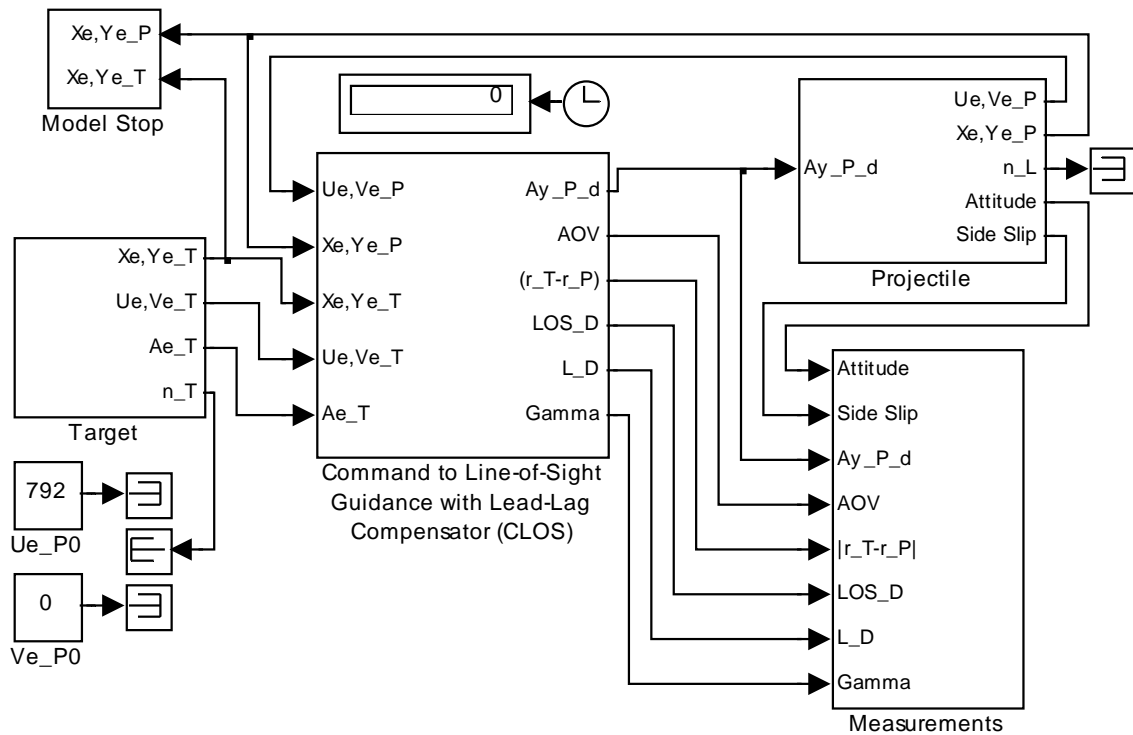 Xe,Ye_P
Xe,Ye_T
Model Stop
0
Ue,Ve_P
Xe,Ye_P
n_L
Attitude
Side Slip
Ay_P_d
Projectile
Ue,Ve_P
Xe,Ye_P
Xe,Ye_T
Ue,Ve_T
Ae_T
Ay_P_d
AOV
(r_T-r_P)
LOS_D
L_D
Gamma
Command to Line-of-Sight
Guidance with Lead-Lag
Compensator (CLOS)
Xe,Ye_T
Ue,Ve_T
Ae_T
n_T
Target
792
Ue_P0
0
Ve_P0
Attitude
Side Slip
Ay_P_d
AOV
|r_T-r_P|
LOS_D
L_D
Gamma
Measurements